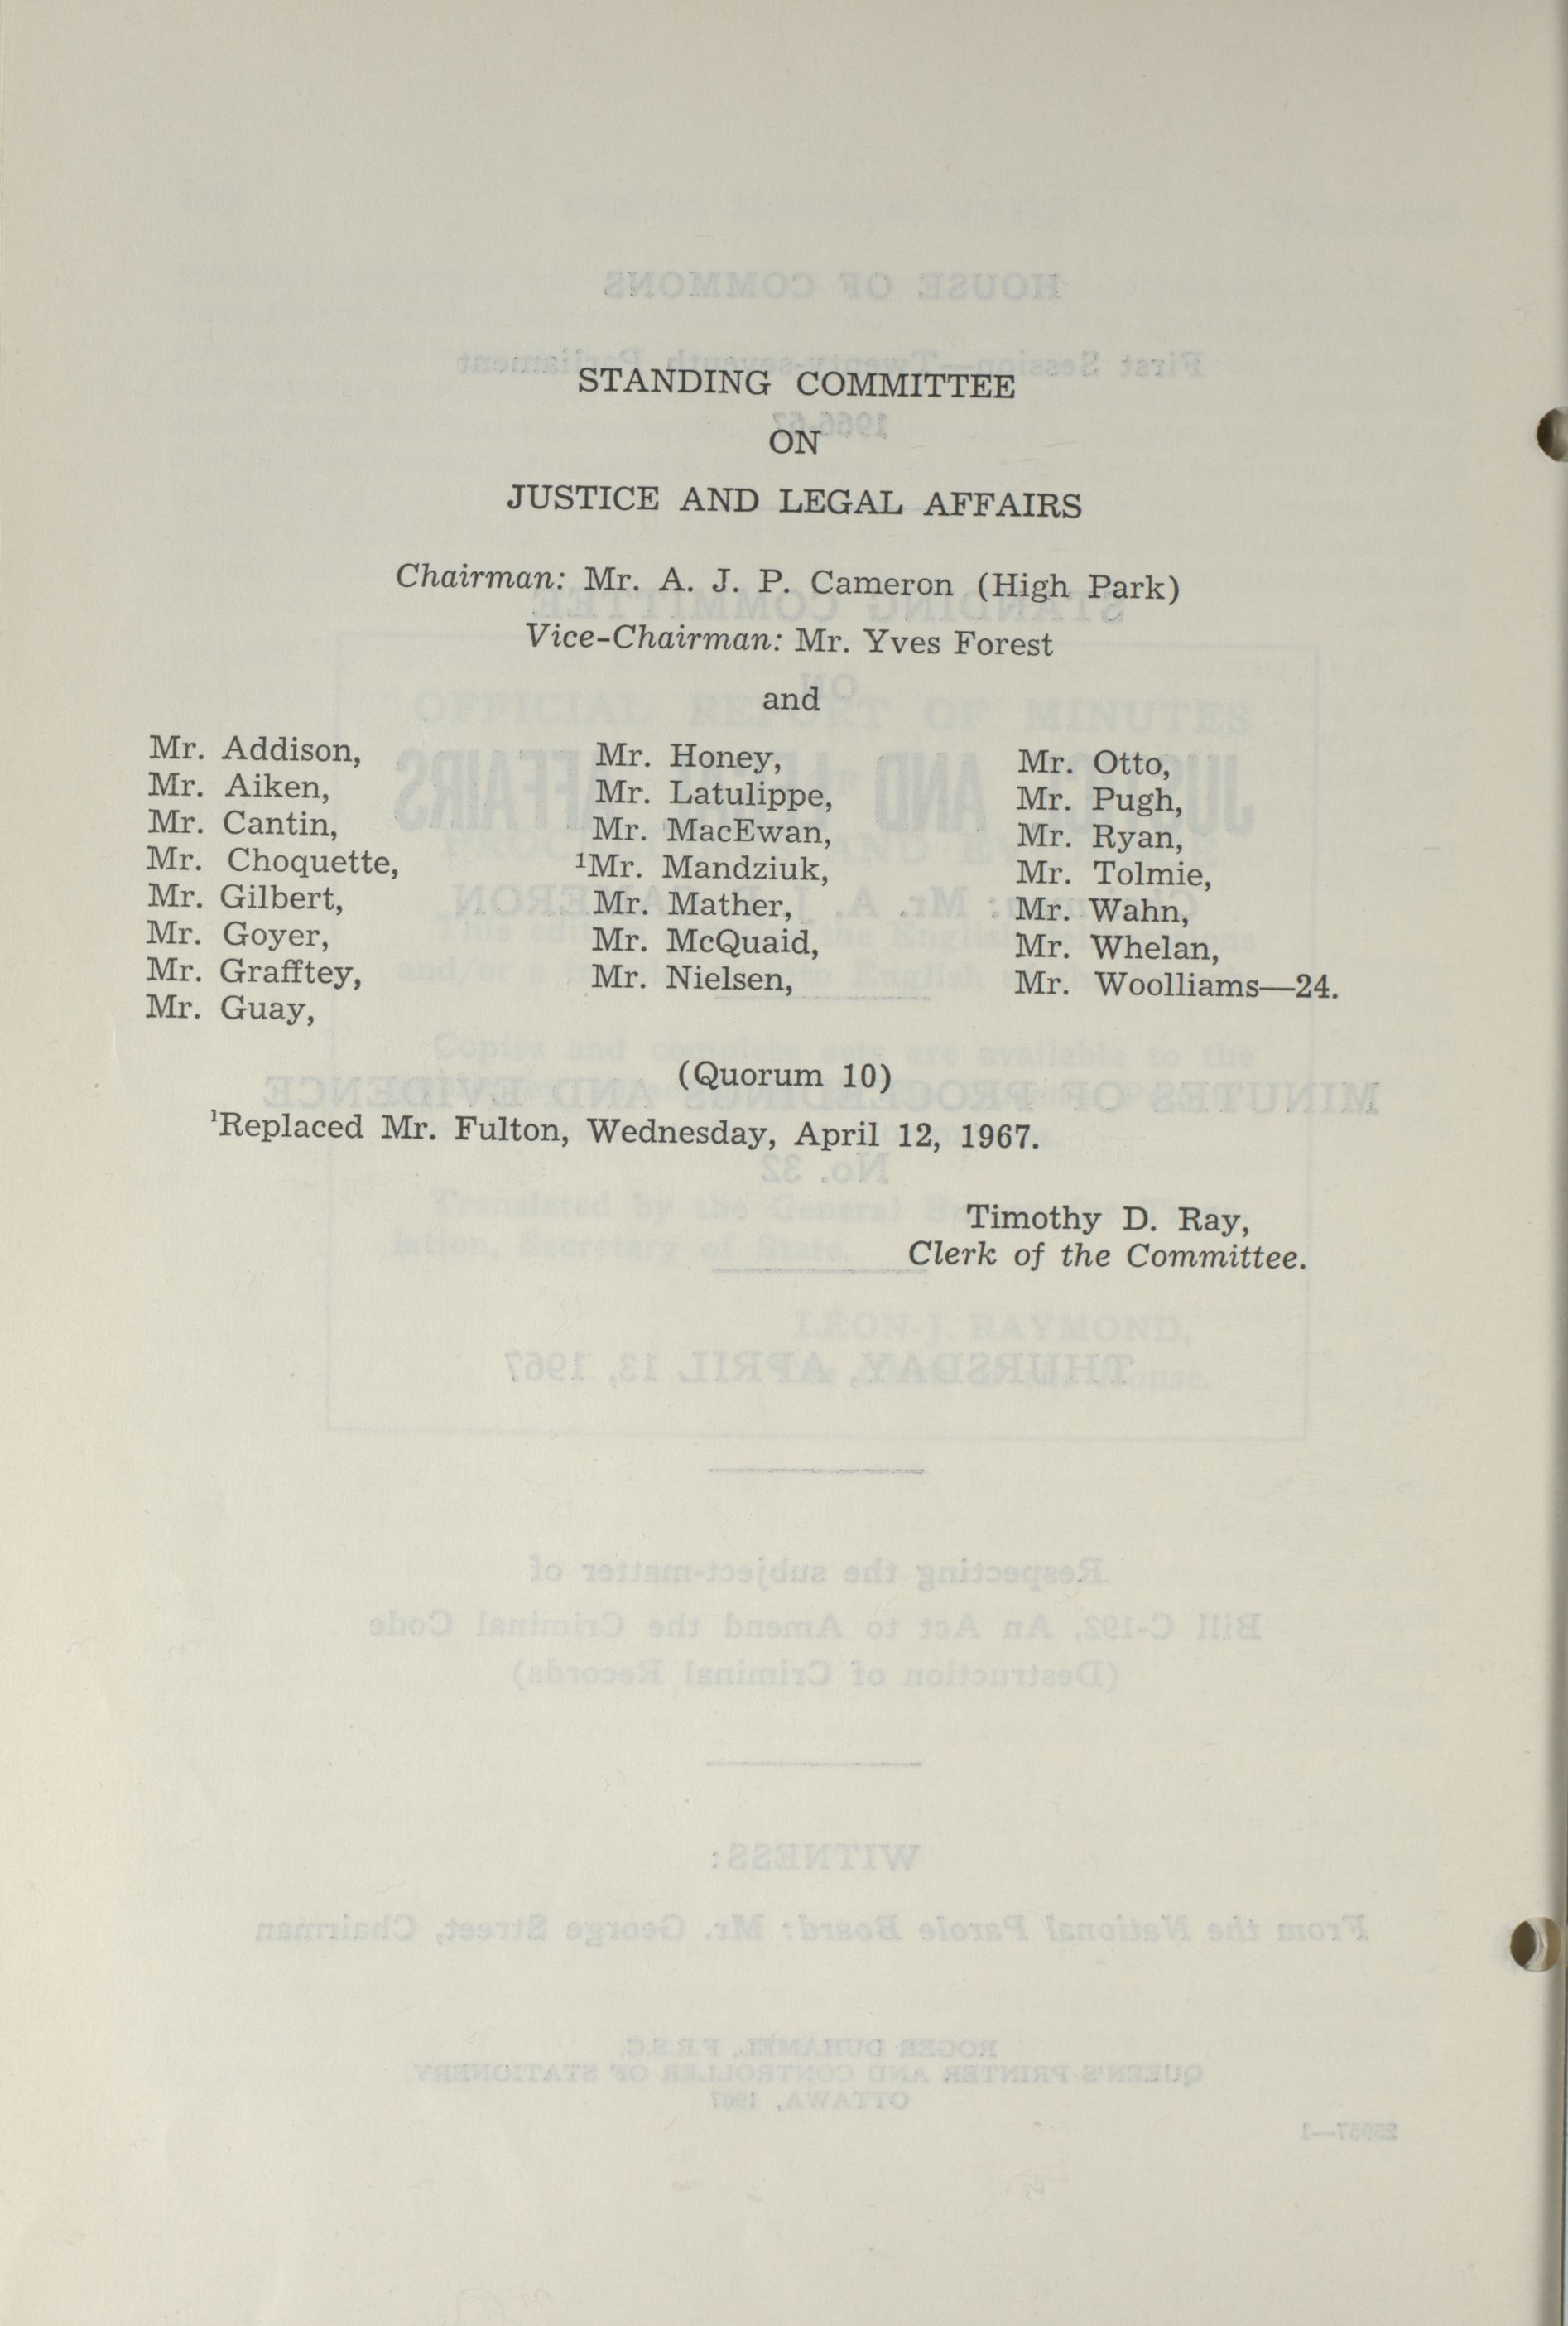 STANDING COMMITTEE
ON
JUSTICE AND LEGAL AFFAIRS
Chairman: Mr. A. J. P. Cameron (High Park)
Vice-Chairman: Mr. Yves Forest
and
Mr. Addison,
Mr. Aiken,
Mr. Cantin,
Mr. Choquette,
Mr. Gilbert,
Mr. Goyer,
Mr. Grafftey,
Mr. Guay,
Mr. Honey,
Mr. Latulippe,
Mr. MacEwan,
¹Mr. Mandziuk,
Mr. Mather,
Mr. McQuaid,
Mr. Nielsen,
Mr. Otto,
Mr. Pugh,
Mr. Ryan,
Mr. Tolmie,
Mr. Wahn,
Mr. Whelan,
Mr. Woolliams—24.
(Quorum 10)
¹Replaced Mr. Fulton, Wednesday, April 12, 1967.
Timothy D. Ray,
Clerk of the Committee.